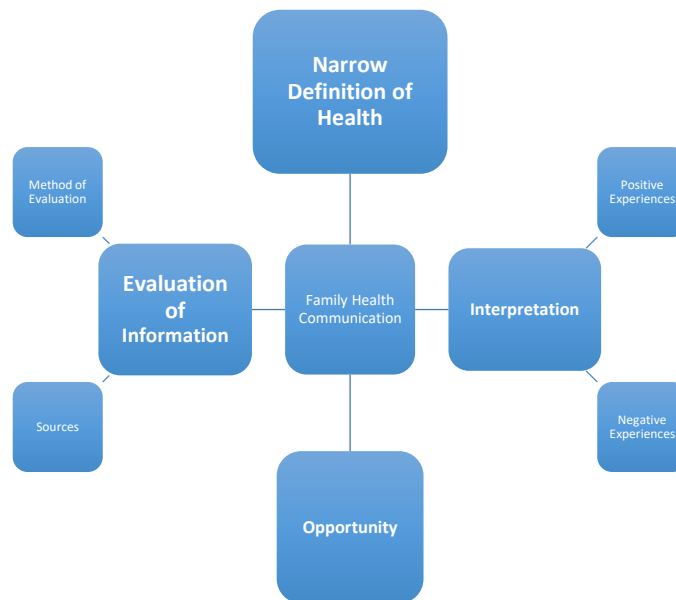 Narrow
Definition of
Health
Method of
Evaluation
Positive
Experiences
Evaluation
of
Information
Family Health
Communication
Interpretation
Sources
Negative
Experiences
Opportunity